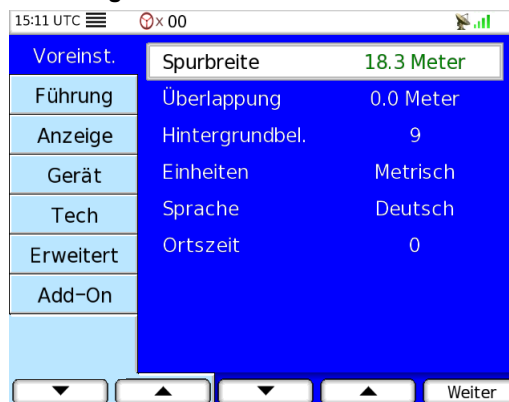 15:11 UTC × 00
Voreinst.
Führung
Anzeige
Gerät
Tech
Erweitert
Add-On
Spurbreite 18.3 Meter
Überlappung 0.0 Meter
Hintergrundbel. 9
Einheiten Metrisch
Sprache Deutsch
Ortszeit 0
Weiter